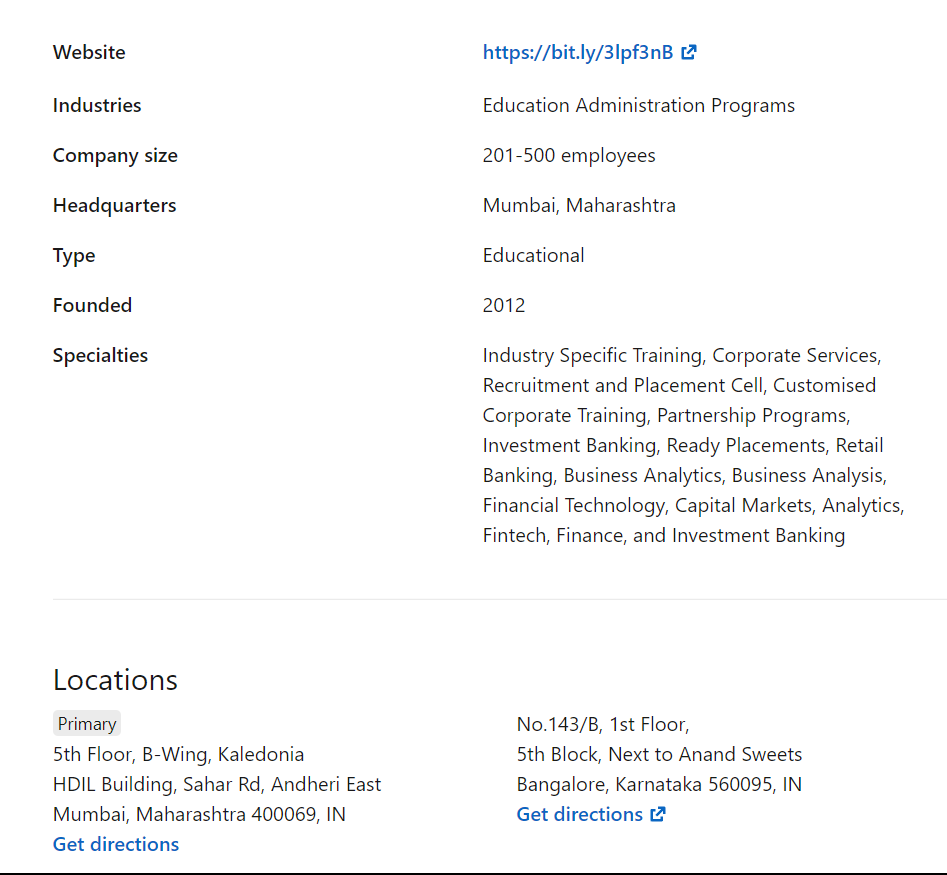 Website https://bit.ly/3lpf3nB
Industries Education Administration Programs
Company size 201-500 employees
Headquarters Mumbai, Maharashtra
Type Educational
Founded 2012
Specialties Industry Specific Training, Corporate Services,
Recruitment and Placement Cell, Customised
Corporate Training, Partnership Programs,
Investment Banking, Ready Placements, Retail
Banking, Business Analytics, Business Analysis,
Financial Technology, Capital Markets, Analytics,
Fintech, Finance, and Investment Banking
Locations
Primary
5th Floor, B-Wing, Kaledonia
HDIL Building, Sahar Rd, Andheri East
Mumbai, Maharashtra 400069, IN
Get directions
No.143/B, 1st Floor,
5th Block, Next to Anand Sweets
Bangalore, Karnataka 560095, IN
Get directions